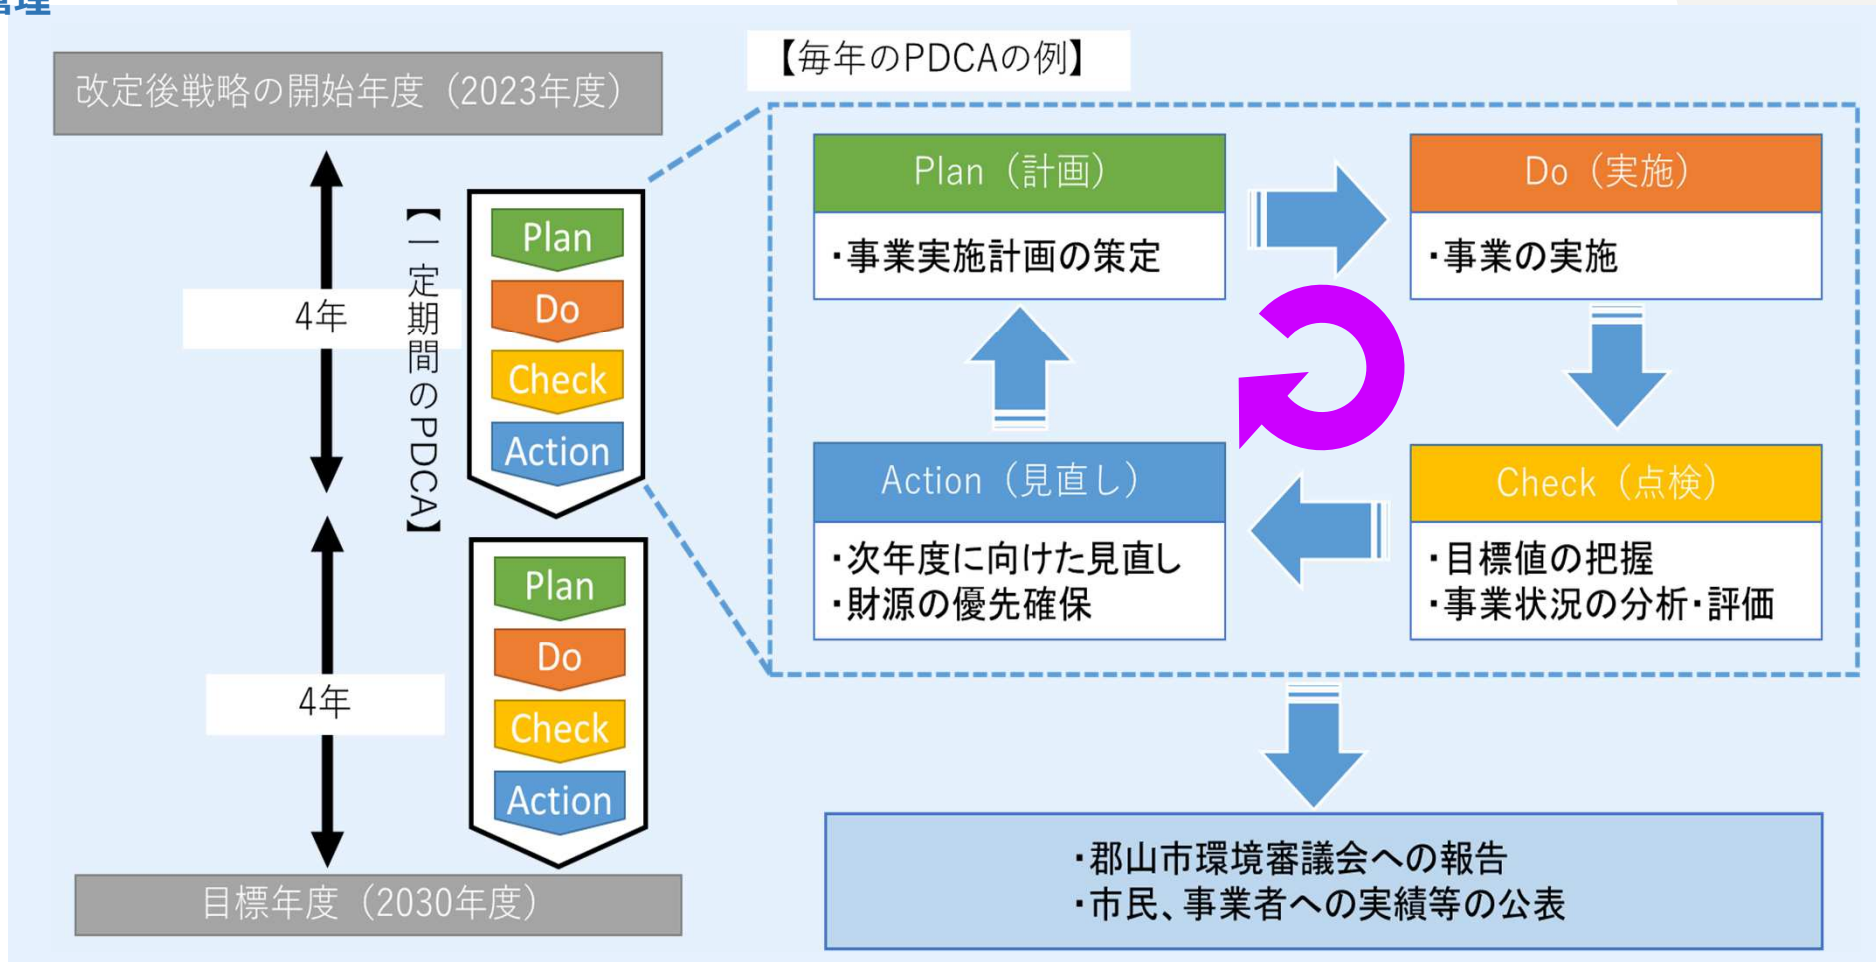 管理
改定後戦略の開始年度（2023年度）
4年
【一定期間のPDCA】
Plan
Do
Check
Action
4年
Plan
Do
Check
Action
目標年度（2030年度）
【毎年のPDCAの例】
Plan（計画）
・事業実施計画の策定
Do（実施）
・事業の実施
Check（点検）
・目標値の把握
・事業状況の分析・評価
Action（見直し）
・次年度に向けた見直し
・財源の優先確保
・郡山市環境審議会への報告
・市民、事業者への実績等の公表